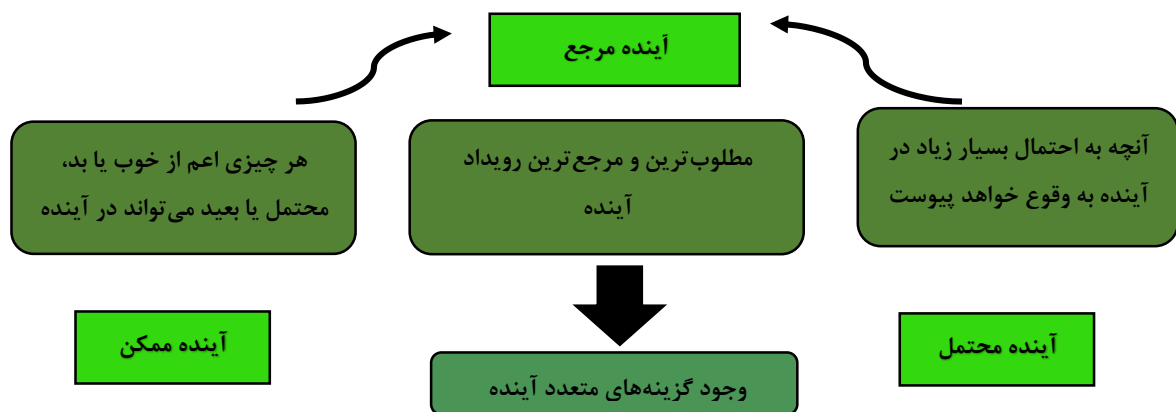 آینده مرجع
آنچه به احتمال بسیار زیاد در
آینده به وقوع خواهد پیوست
مطلوب‌ترین و مرجع‌ترین رویداد
آینده
هر چیزی اعم از خوب یا بد،
محتمل یا بعید می‌تواند در آینده
آینده محتمل
آینده ممکن
وجود گزینه‌های متعدد آینده